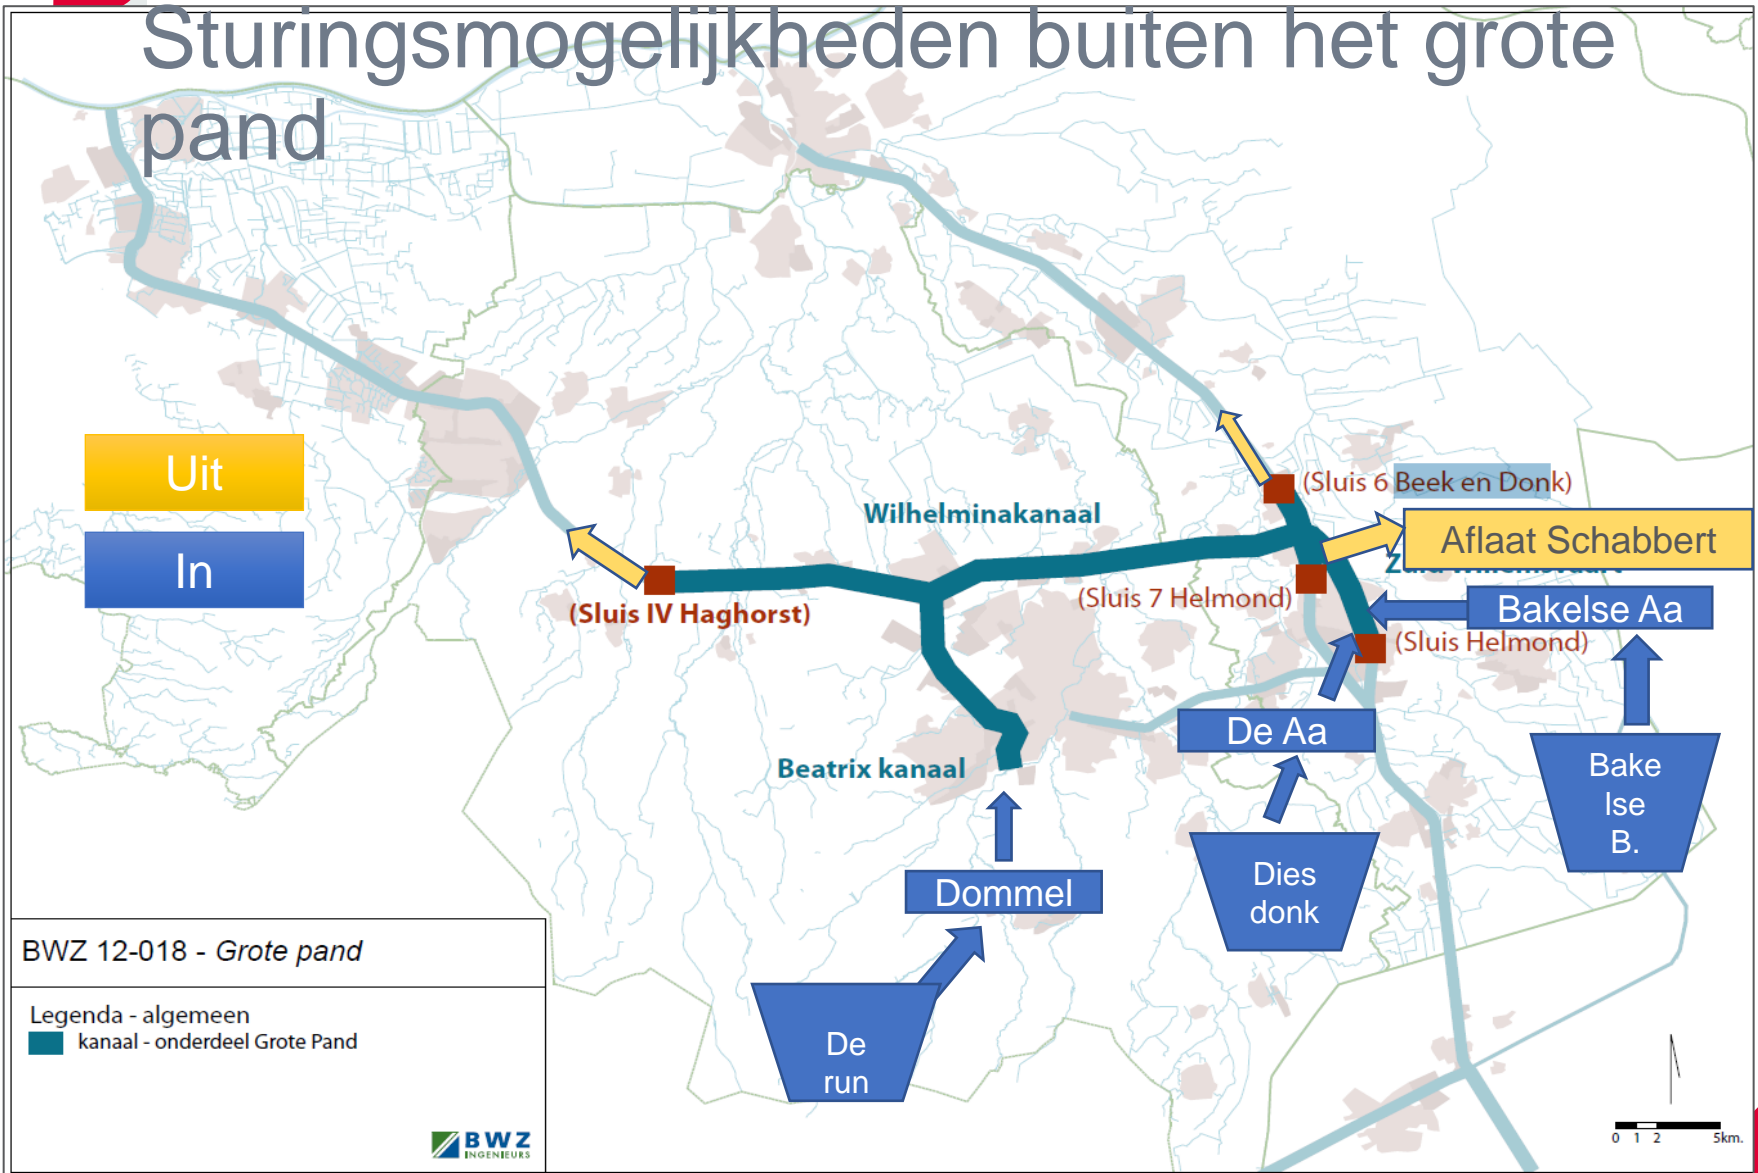 Sturingsmogelijkheden buiten het grote
pand
Uit
In
Wilhelminakanaal
(Sluis 6 Beek en Donk)
Aflaat Schabbert
Zuid-Willemsvaart
(Sluis IV Haghorst)
(Sluis 7 Helmond)
Bakelse Aa
(Sluis Helmond)
De Aa
Beatrix kanaal
Bake
lse
B.
Dommel
Dies
donk
De
run
BWZ 12-018 - Grote pand
Legenda - algemeen
kanaal - onderdeel Grote Pand
BWZ
INGENIEURS
0 1 2 5km.